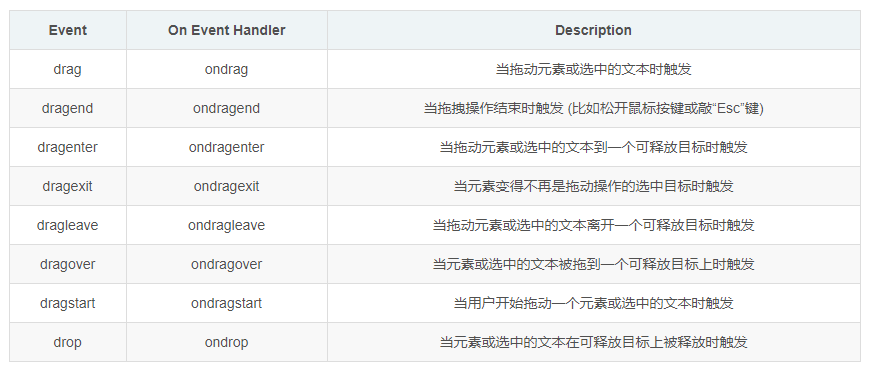 Event On Event Handler Description
drag ondrag 当拖动元素或选中的文本时触发
dragend ondragend 当拖拽操作结束时触发 (比如松开鼠标按键或敲“Esc”键)
dragenter ondragenter 当拖动元素或选中的文本到一个可释放目标时触发
dragexit ondragexit 当元素变得不再是拖动操作的选中目标时触发
dragleave ondragleave 当拖动元素或选中的文本离开一个可释放目标时触发
dragover ondragover 当元素或选中的文本被拖到一个可释放目标上时触发
dragstart ondragstart 当用户开始拖动一个元素或选中的文本时触发
drop ondrop 当元素或选中的文本在可释放目标上被释放时触发